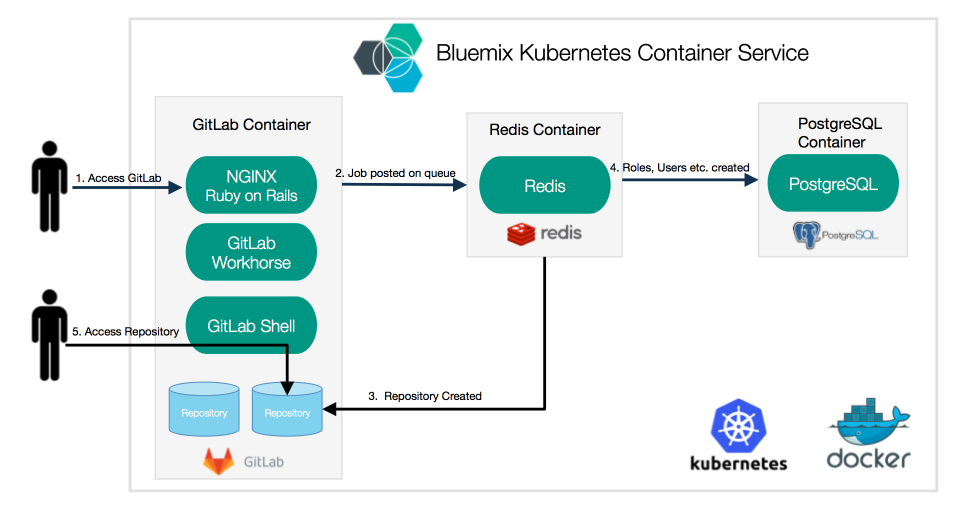 Bluemix Kubernetes Container Service
GitLab Container
Redis Container
PostgreSQL
Container
1. Access GitLab
NGINX
Ruby on Rails
2. Job posted on queue
Redis
4. Roles, Users etc. created
PostgreSQL
redis
PostgreSQL
GitLab
Workhorse
5. Access Repository
GitLab Shell
3. Repository Created
Repository
Repository
GitLab
kubernetes
docker